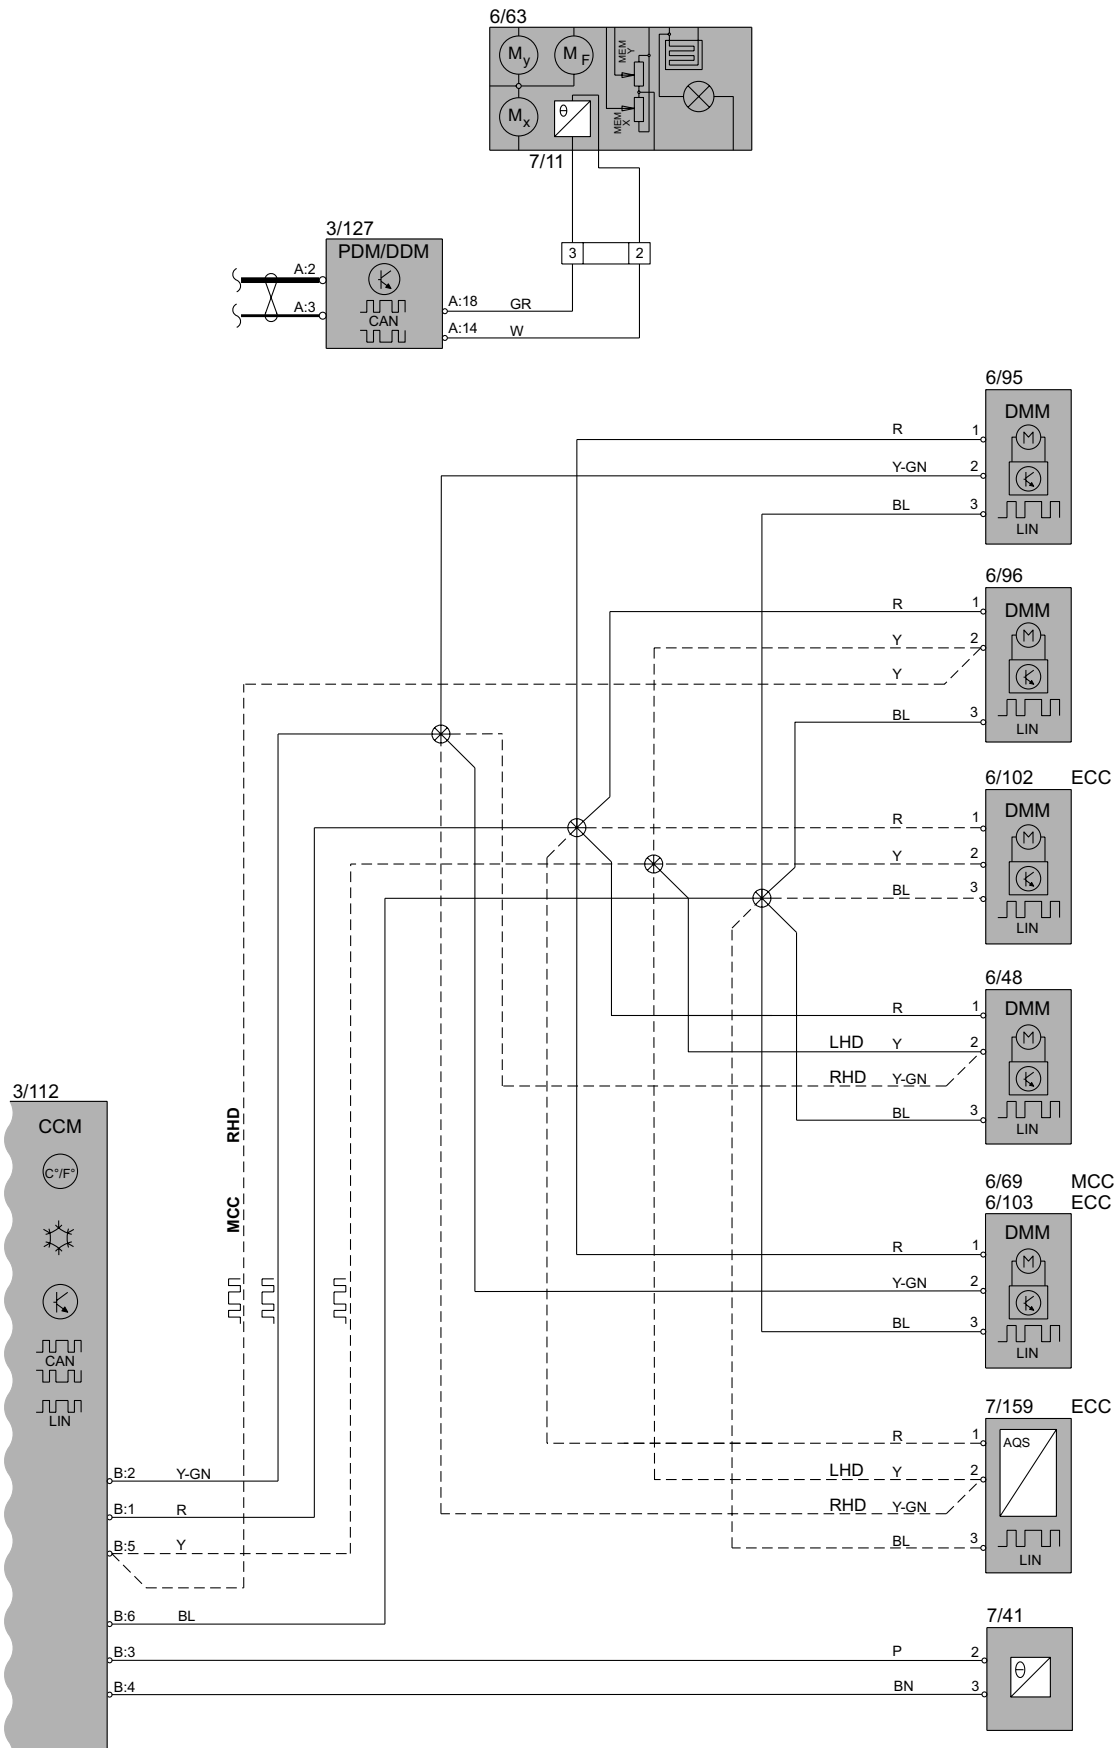 6/63
My
MF
MEM
Y
Mx
θ
MEM
X
7/11
3/127
3
2
PDM/DDM
A:2
A:3
CAN
A:18 GR
A:14 W
6/95
DMM
R 1
M
Y-GN 2
BL 3
LIN
6/96
DMM
R 1
Y 2
M
Y
BL 3
LIN
6/102 ECC
DMM
R 1
M
Y 2
BL 3
LIN
6/48
DMM
R 1
M
LHD Y 2
RHD Y-GN
BL 3
LIN
3/112
CCM
C°/F°
RHD
MCC
CAN
LIN
6/69 MCC
6/103 ECC
DMM
R 1
M
Y-GN 2
BL 3
LIN
7/159 ECC
R 1
AQS
LHD Y 2
RHD Y-GN
BL 3
LIN
B:2 Y-GN
B:1 R
B:5 Y
B:6 BL
7/41
B:3 P 2
θ
B:4 BN 3